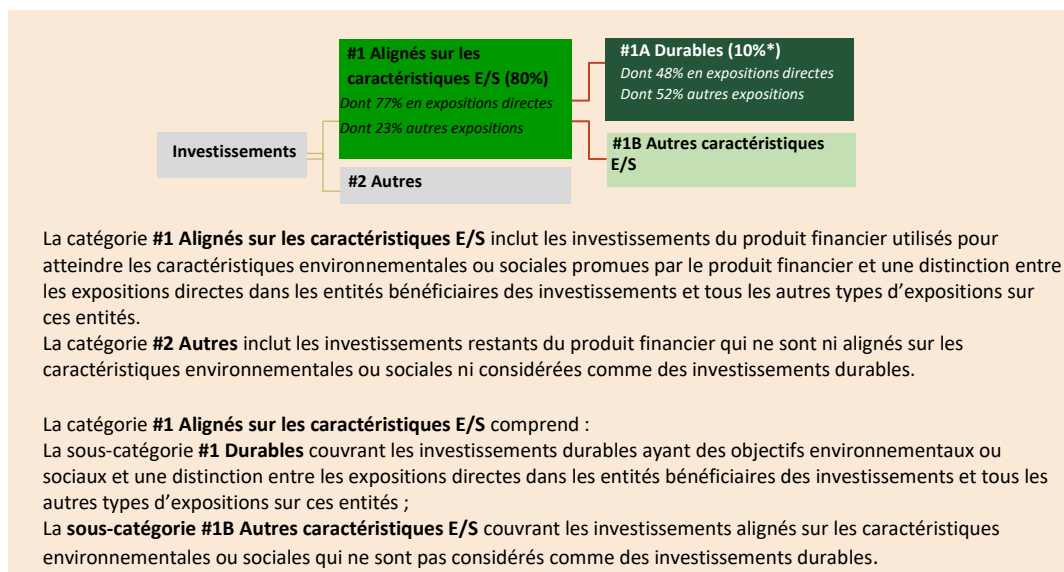 #1 Alignés sur les
caractéristiques E/S (80%)
Dont 77% en expositions directes
Dont 23% autres expositions
#1A Durables (10%*)
Dont 48% en expositions directes
Dont 52% autres expositions
Investissements
#1B Autres caractéristiques
E/S
#2 Autres
La catégorie #1 Alignés sur les caractéristiques E/S inclut les investissements du produit financier utilisés pour
atteindre les caractéristiques environnementales ou sociales promues par le produit financier et une distinction entre
les expositions directes dans les entités bénéficiaires des investissements et tous les autres types d'expositions sur
ces entités.
La catégorie #2 Autres inclut les investissements restants du produit financier qui ne sont ni alignés sur les
caractéristiques environnementales ou sociales ni considérées comme des investissements durables.
La catégorie #1 Alignés sur les caractéristiques E/S comprend :
La sous-catégorie #1 Durables couvrant les investissements durables ayant des objectifs environnementaux ou
sociaux et une distinction entre les expositions directes dans les entités bénéficiaires des investissements et tous les
autres types d'expositions sur ces entités ;
La sous-catégorie #1B Autres caractéristiques E/S couvrant les investissements alignés sur les caractéristiques
environnementales ou sociales qui ne sont pas considérés comme des investissements durables.